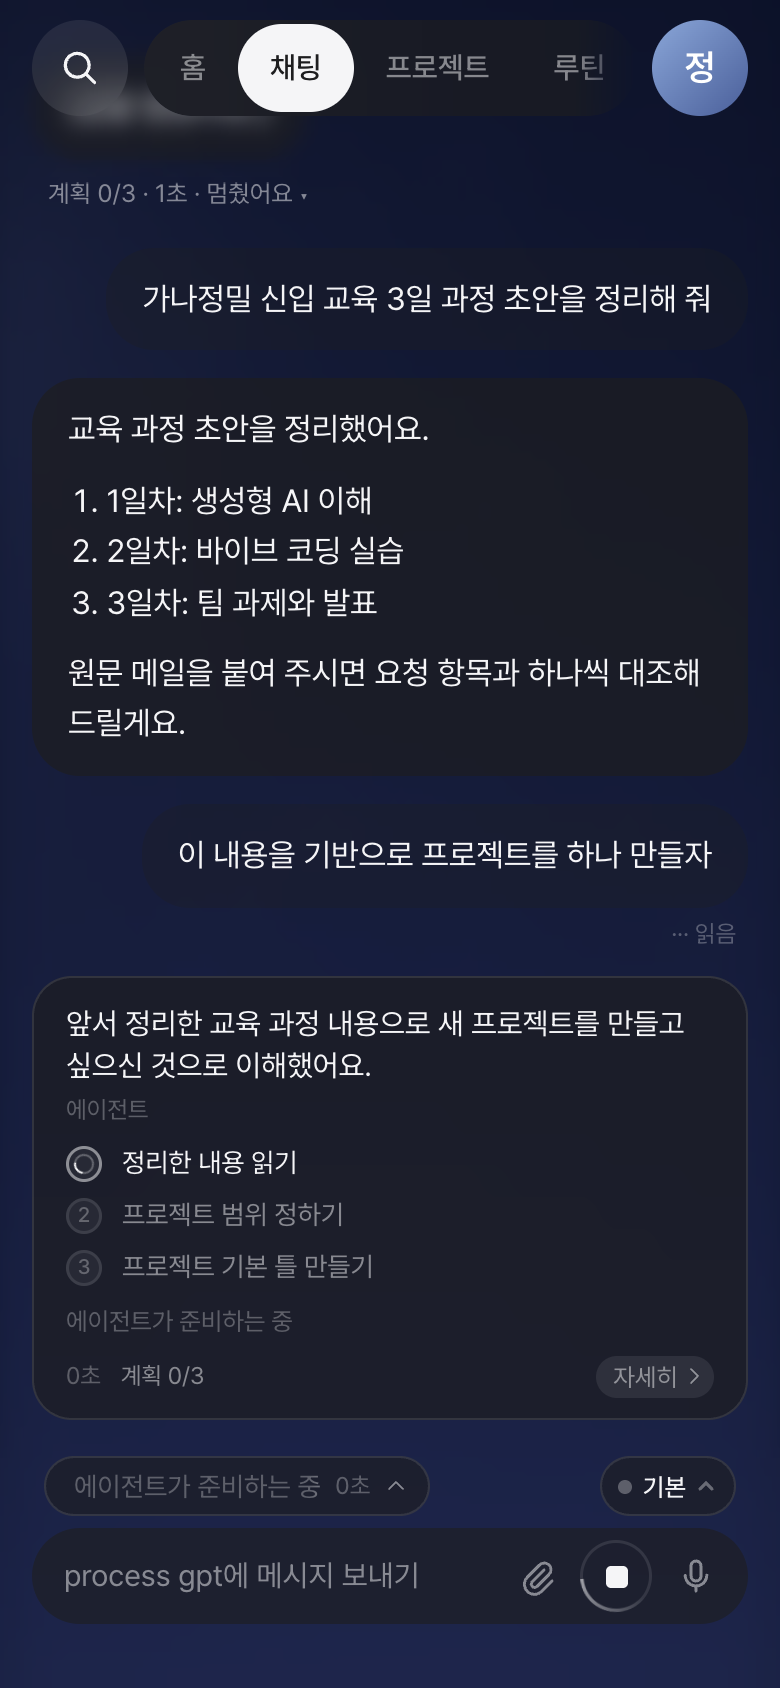 홈 채팅 프로젝트 루틴 정
계획 0/3 · 1초 · 멈췄어요
가나정밀 신입 교육 3일 과정 초안을 정리해 줘
교육 과정 초안을 정리했어요.
1. 1일차: 생성형 AI 이해
2. 2일차: 바이브 코딩 실습
3. 3일차: 팀 과제와 발표
원문 메일을 붙여 주시면 요청 항목과 하나씩 대조해
드릴게요.
이 내용을 기반으로 프로젝트를 하나 만들자
··· 읽음
앞서 정리한 교육 과정 내용으로 새 프로젝트를 만들고
싶으신 것으로 이해했어요.
에이전트
정리한 내용 읽기
2 프로젝트 범위 정하기
3 프로젝트 기본 틀 만들기
에이전트가 준비하는 중
0초 계획 0/3 자세히
에이전트가 준비하는 중 0초 기본
process gpt에 메시지 보내기